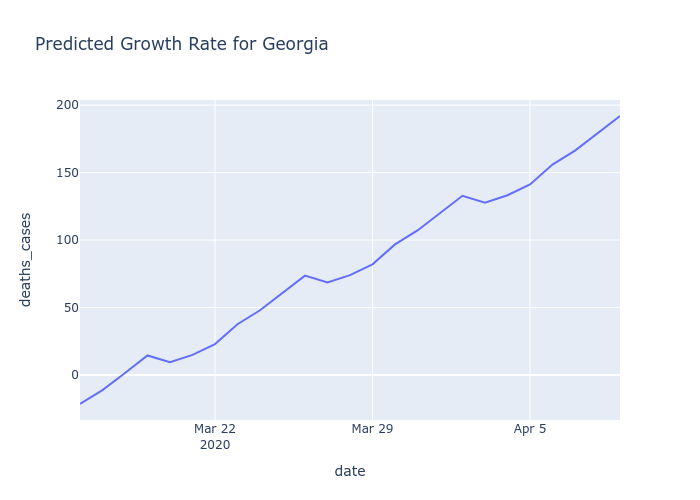 Predicted Growth Rate for Georgia
200
150
100
50
0
deaths_cases
Mar 22
2020
Mar 29
Apr 5
date